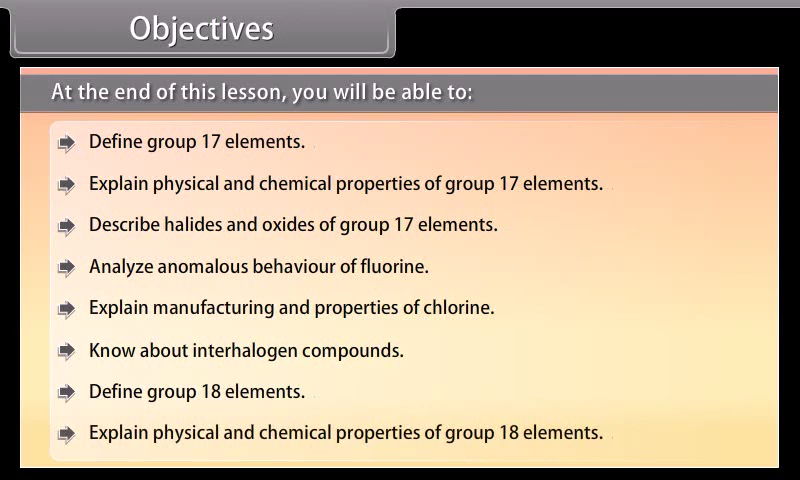 Objectives
At the end of this lesson, you will be able to:
Define group 17 elements.
Explain physical and chemical properties of group 17 elements.
Describe halides and oxides of group 17 elements.
Analyze anomalous behaviour of fluorine.
Explain manufacturing and properties of chlorine.
Know about interhalogen compounds.
Define group 18 elements.
Explain physical and chemical properties of group 18 elements.